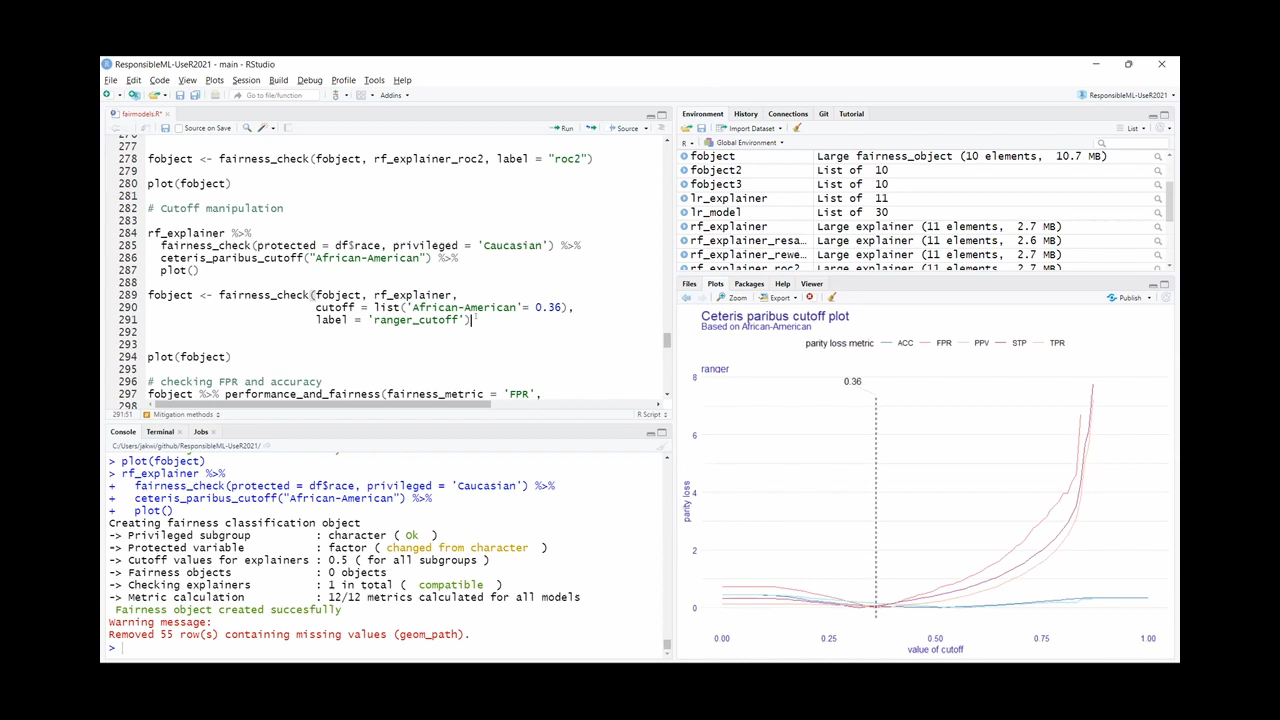 ResponsibleML-UseR2021 - main - RStudio
File Edit Code View Plots Session Build Debug Profile Tools Help
Go to file/function Addins ResponsibleML-UseR2021
fairmodels.R*
Source on Save Run Source
277
278 fobject <- fairness_check(fobject, rf_explainer_roc2, label = "roc2")
279
280 plot(fobject)
281
282 # Cutoff manipulation
283
284 rf_explainer %>%
285 fairness_check(protected = df$race, privileged = 'Caucasian') %>%
286 ceteris_paribus_cutoff("African-American") %>%
287 plot()
288
289 fobject <- fairness_check(fobject, rf_explainer,
290 cutoff = list('African-American'= 0.36),
291 label = 'ranger_cutoff')
292
293
294 plot(fobject)
295
296 # checking FPR and accuracy
297 fobject %>% performance_and_fairness(fairness_metric = 'FPR',
298
291:51 Mitigation methods R Script
Console Terminal Jobs
C:/Users/jakwi/github/ResponsibleML-UseR2021/
> plot(fobject)
> rf_explainer %>%
+ fairness_check(protected = df$race, privileged = 'Caucasian') %>%
+ ceteris_paribus_cutoff("African-American") %>%
+ plot()
Creating fairness classification object
-> Privileged subgroup : character ( Ok )
-> Protected variable : factor ( changed from character )
-> Cutoff values for explainers : 0.5 ( for all subgroups )
-> Fairness objects : 0 objects
-> Checking explainers : 1 in total ( compatible )
-> Metric calculation : 12/12 metrics calculated for all models
Fairness object created succesfully
Warning message:
Removed 55 row(s) containing missing values (geom_path).
>
Environment History Connections Git Tutorial
Import Dataset List
R Global Environment
fobject Large fairness_object (10 elements, 10.7 MB)
fobject2 List of 10
fobject3 List of 10
lr_explainer List of 11
lr_model List of 30
rf_explainer Large explainer (11 elements, 2.7 MB)
rf_explainer_resa... Large explainer (11 elements, 2.6 MB)
rf_explainer_rewe... Large explainer (11 elements, 2.7 MB)
rf_explainer_roc2 Large explainer (11 elements, 2.7 MB)
Files Plots Packages Help Viewer
Zoom Export Publish
Ceteris paribus cutoff plot
Based on African-American
parity loss metric ACC FPR PPV STP TPR
ranger
0.36
8
6
4
2
0
parity loss
0.00 0.25 0.50 0.75 1.00
value of cutoff